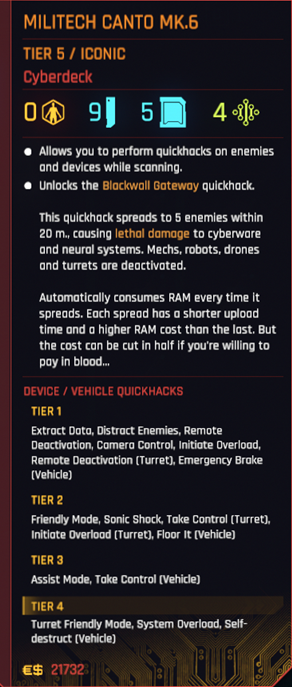 MILITECH CANTO MK.6
TIER 5 / ICONIC
Cyberdeck
0 9 5 4
Allows you to perform quickhacks on enemies
and devices while scanning.
Unlocks the Blackwall Gateway quickhack.
This quickhack spreads to 5 enemies within
20 m., causing lethal damage to cyberware
and neural systems. Mechs, robots, drones
and turrets are deactivated.
Automatically consumes RAM every time it
spreads. Each spread has a shorter upload
time and a higher RAM cost than the last. But
the cost can be cut in half if you're willing to
pay in blood...
DEVICE / VEHICLE QUICKHACKS
TIER 1
Extract Data, Distract Enemies, Remote
Deactivation, Camera Control, Initiate Overload,
Remote Deactivation (Turret), Emergency Brake
(Vehicle)
TIER 2
Friendly Mode, Sonic Shock, Take Control (Turret),
Initiate Overload (Turret), Floor It (Vehicle)
TIER 3
Assist Mode, Take Control (Vehicle)
TIER 4
Turret Friendly Mode, System Overload, Self-
destruct (Vehicle)
€$ 21732